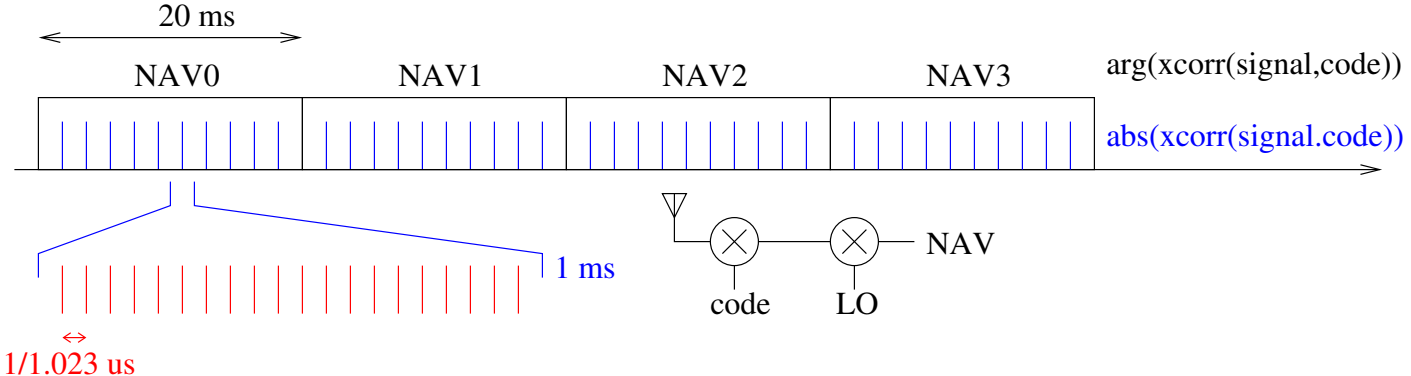 20 ms
NAV0 NAV1 NAV2 NAV3
arg(xcorr(signal,code))
abs(xcorr(signal.code))
1 ms
NAV
code LO
1/1.023 us